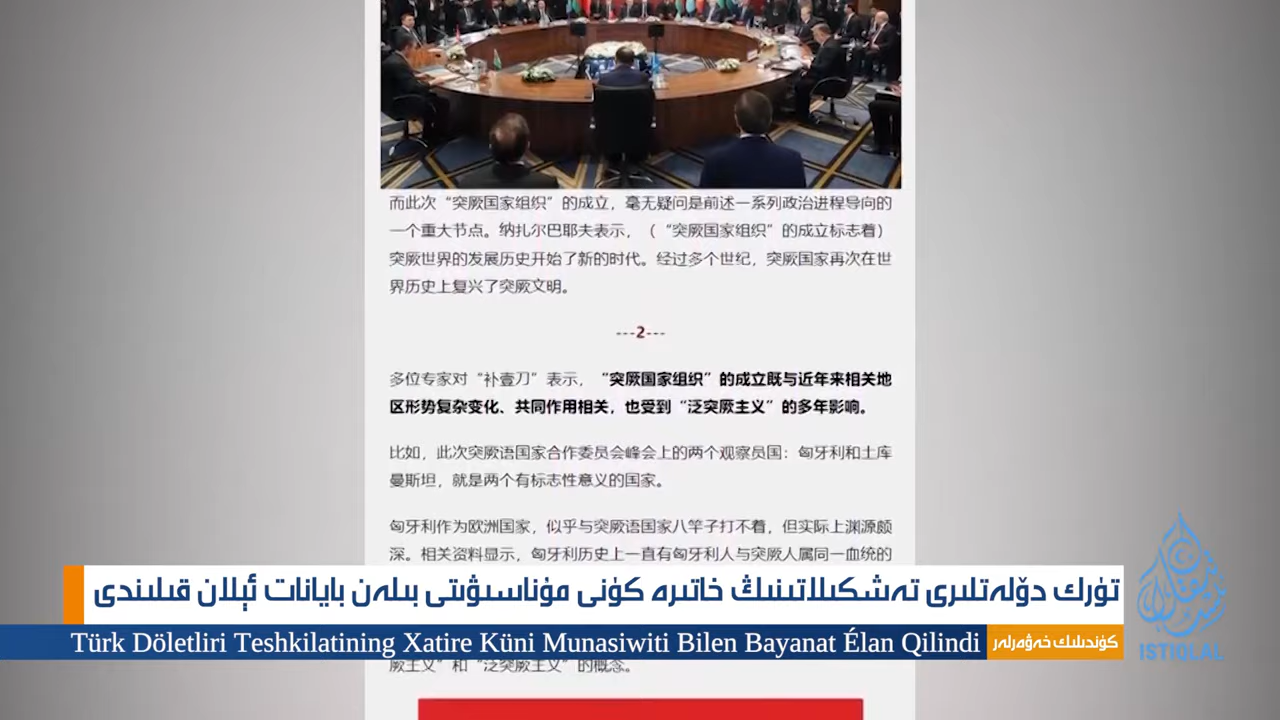 而此次“突厥国家组织”的成立，毫无疑问是前述一系列政治进程导向的
一个重大节点。纳扎尔巴耶夫表示，（“突厥国家组织”的成立标志着）
突厥世界的发展历史开始了新的时代。经过多个世纪，突厥国家再次在世
界历史上复兴了突厥文明。
---2---
多位专家对“补壹刀”表示，“突厥国家组织”的成立既与近年来相关地
区形势复杂变化、共同作用相关，也受到“泛突厥主义”的多年影响。
比如，此次突厥语国家合作委员会峰会上的两个观察员国：匈牙利和土库
曼斯坦，就是两个有标志性意义的国家。
匈牙利作为欧洲国家，似乎与突厥语国家八竿子打不着，但实际上渊源颇
深。相关资料显示，匈牙利历史上一直有匈牙利人与突厥人属同一血统的
تۈرك دۆلەتلىرى تەشكىلاتىنىڭ خاتىرە كۈنى مۇناسىۋىتى بىلەن بايانات ئېلان قىلىندى
Türk Döletliri Teshkilatining Xatire Küni Munasiwiti Bilen Bayanat Élan Qilindi
كۈندىلىك خەۋەرلەر
ISTIQLAL
厥主义”和“泛突厥主义”的概念。